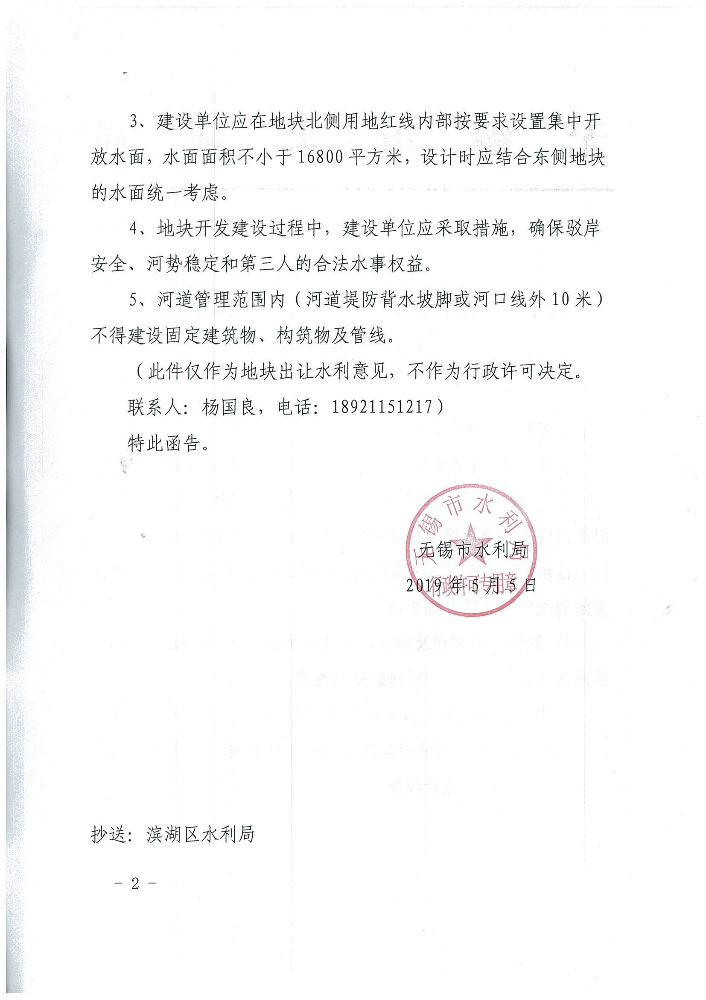 3、建设单位应在地块北侧用地红线内部按要求设置集中开
放水面，水面面积不小于16800平方米，设计时应结合东侧地块
的水面统一考虑。
4、地块开发建设过程中，建设单位应采取措施，确保驳岸
安全、河势稳定和第三人的合法水事权益。
5、河道管理范围内（河道堤防背水坡脚或河口线外10米）
不得建设固定建筑物、构筑物及管线。
（此件仅作为地块出让水利意见，不作为行政许可决定。
联系人：杨国良，电话：18921151217）
特此函告。
无锡市水利局
无锡市水利局
2019年5月5日
行政许可专用章
抄送：滨湖区水利局
- 2 -